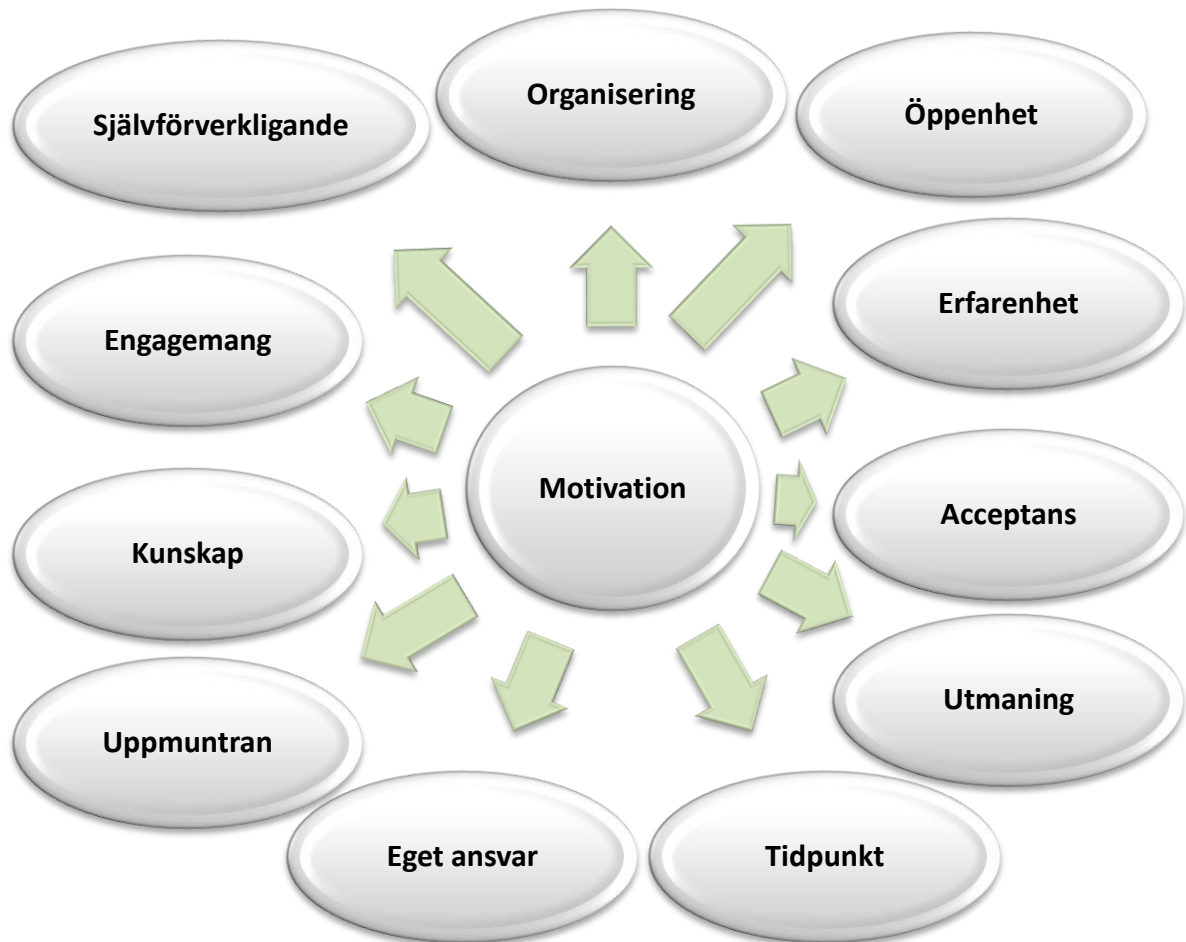 Självförverkligande
Organisering
Öppenhet
Engagemang
Erfarenhet
Motivation
Kunskap
Acceptans
Uppmuntran
Utmaning
Eget ansvar
Tidpunkt